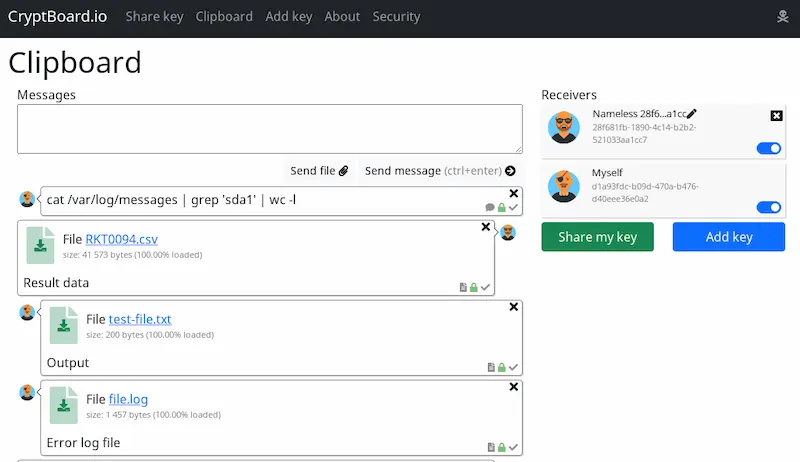 CryptBoard.io Share key Clipboard Add key About Security
Clipboard
Messages
Send file Send message (ctrl+enter)
cat /var/log/messages | grep 'sda1' | wc -l
File RKT0094.csv
size: 41 573 bytes (100.00% loaded)
Result data
File test-file.txt
size: 200 bytes (100.00% loaded)
Output
File file.log
size: 1 457 bytes (100.00% loaded)
Error log file
Receivers
Nameless 28f6...a1cc
28f681fb-1890-4c14-b2b2-
521033aa1cc7
Myself
d1a93fdc-b09d-470a-b476-
d40eee36e0a2
Share my key Add key